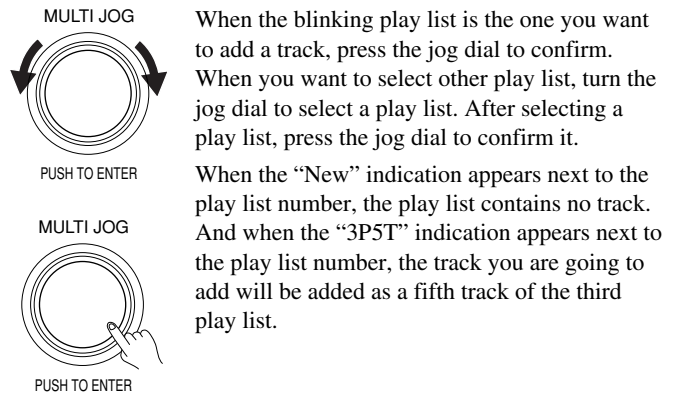 MULTI JOG
PUSH TO ENTER
MULTI JOG
PUSH TO ENTER
When the blinking play list is the one you want
to add a track, press the jog dial to confirm.
When you want to select other play list, turn the
jog dial to select a play list. After selecting a
play list, press the jog dial to confirm it.
When the “New” indication appears next to the
play list number, the play list contains no track.
And when the “3P5T” indication appears next to
the play list number, the track you are going to
add will be added as a fifth track of the third
play list.